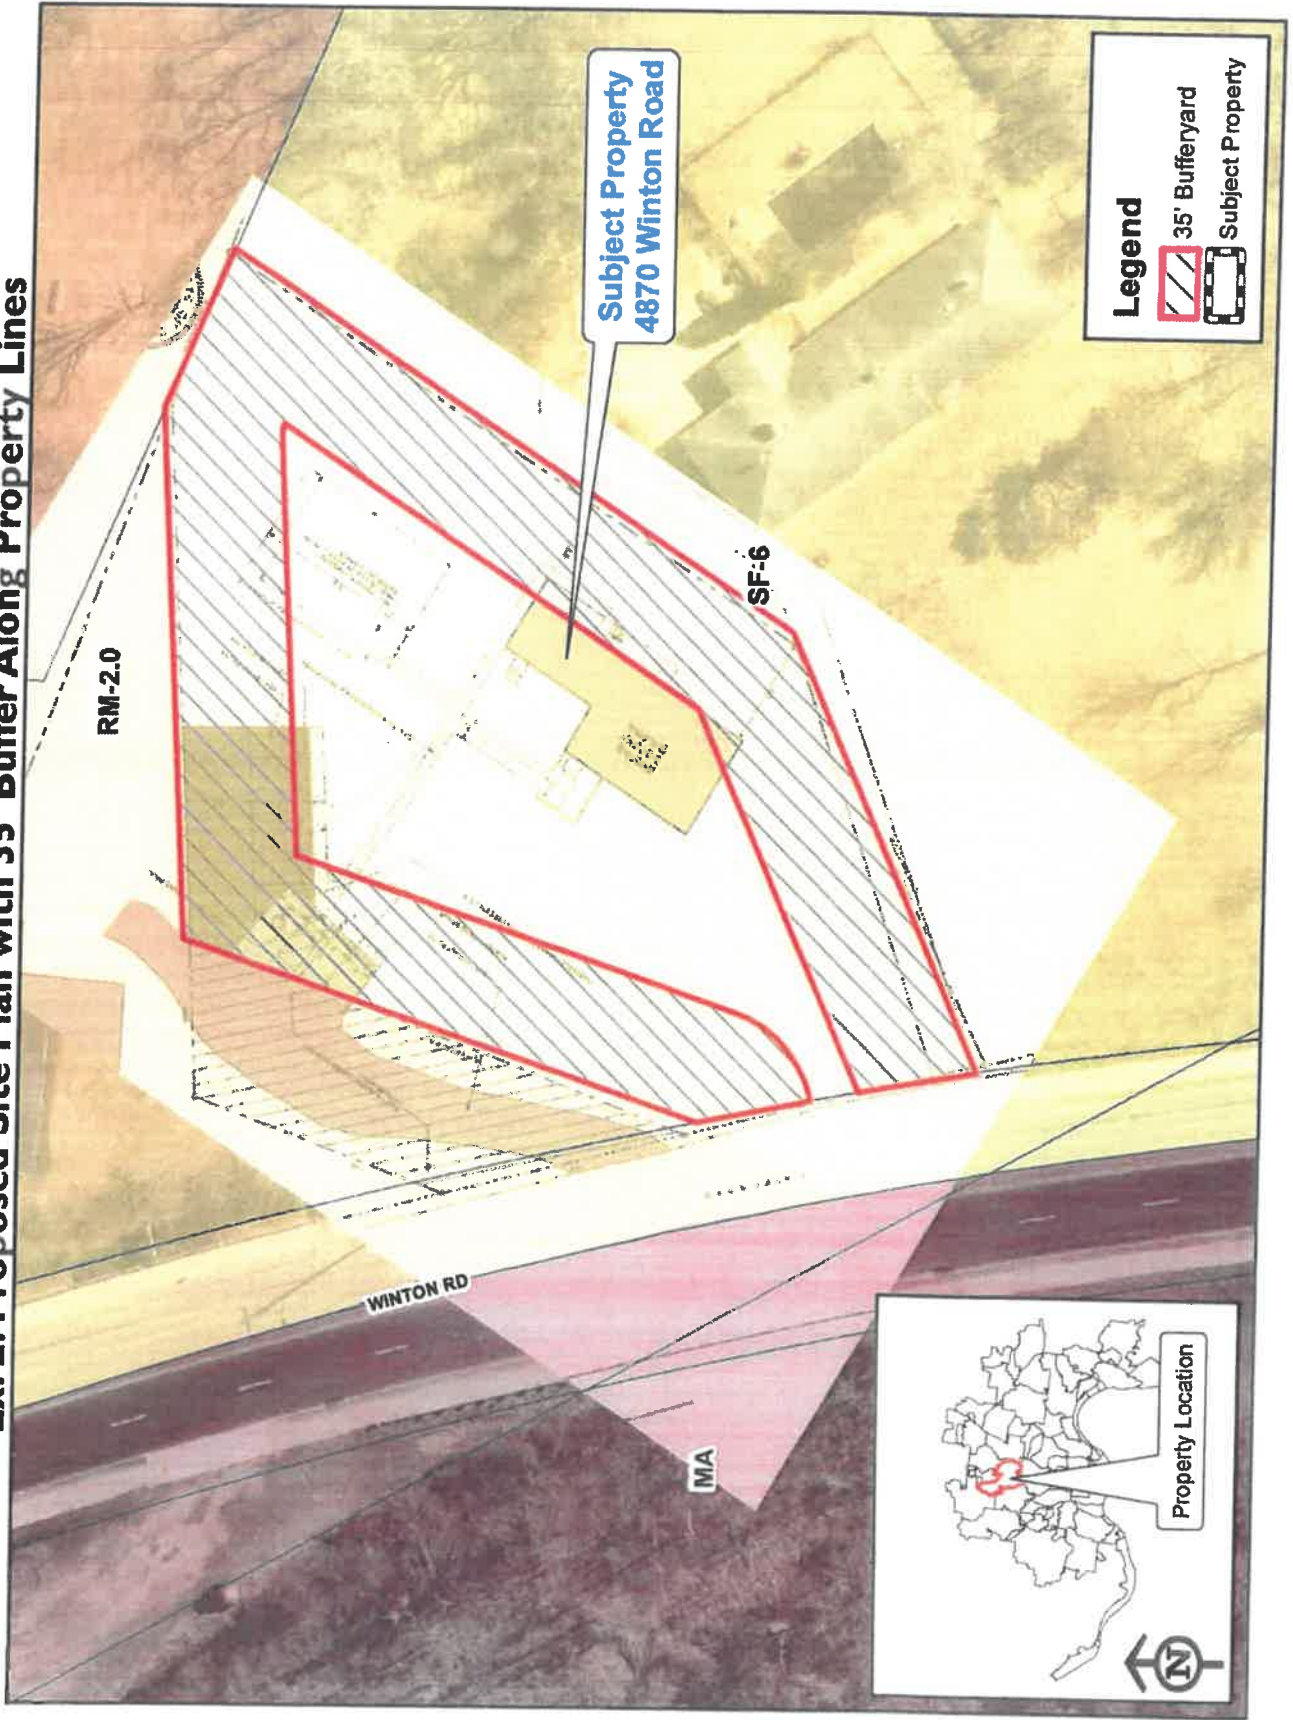 Proposed Site Plan with 35' Buffer Along Property Lines
RM-2.0
Subject Property
4870 Winton Road
SF-6
WINTON RD
MA
Legend
35' Bufferyard
Subject Property
Property Location
N